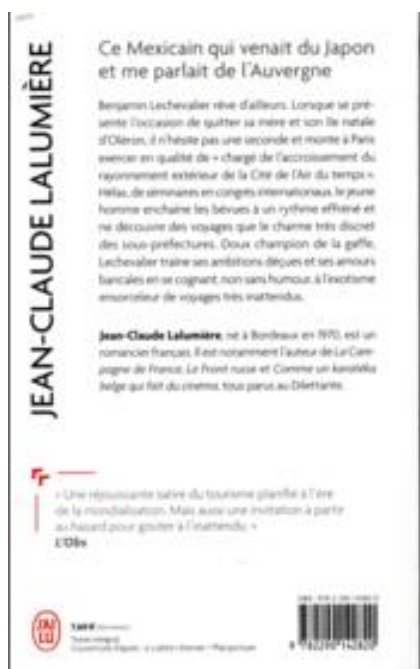 JEAN-CLAUDE LALUMIÈRE
Ce Mexicain qui venait du Japon
et me parlait de l'Auvergne
Benjamin Lechevalier rêve d'ailleurs. Lorsque se pré-
sente l'occasion de quitter sa mère et son île natale
d'Oléron, il n'hésite pas une seconde et monte à Paris
exercer en qualité de « chargé de l'accroissement du
rayonnement extérieur de la Cité de l'Air du temps ».
Hélas, de séminaires en congrès internationaux, le jeune
homme enchaîne les bévues à un rythme effréné et
ne découvre des voyages que le charme très discret
des sous-préfectures. Doux champion de la gaffe,
Lechevalier traîne ses ambitions déçues et ses amours
bancales en se cognant, non sans humour, à l'exotisme
ensorceleur de voyages très inattendus.
Jean-Claude Lalumière, né à Bordeaux en 1970, est un
romancier français. Il est notamment l'auteur de La Cam-
pagne de France, Le Front russe et Comme un karatéka
belge qui fait du cinéma, tous parus au Dilettante.
« Une réjouissante satire du tourisme planifié à l'ère
de la mondialisation. Mais aussi une invitation à partir
au hasard pour goûter à l'inattendu. »
L'Obs
J'AI
LU
Texte intégral
9 782290 142820